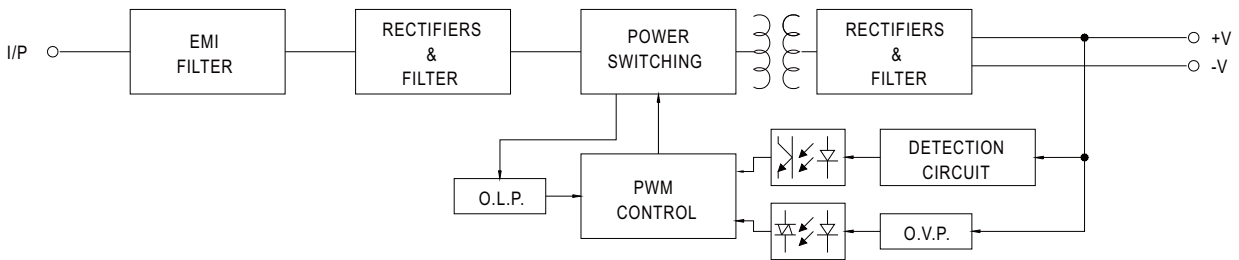 I/P
EMI
FILTER
RECTIFIERS
&
FILTER
POWER
SWITCHING
RECTIFIERS
&
FILTER
+V
-V
O.L.P.
PWM
CONTROL
DETECTION
CIRCUIT
O.V.P.